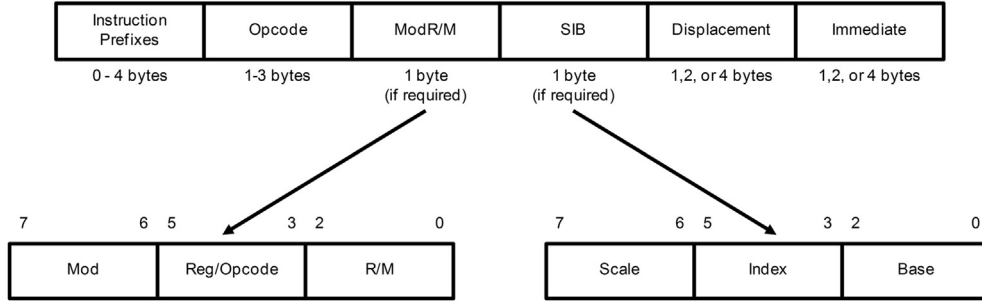 Instruction
Prefixes
Opcode
ModR/M
SIB
Displacement
Immediate
0 - 4 bytes
1-3 bytes
1 byte
(if required)
1 byte
(if required)
1,2, or 4 bytes
1,2, or 4 bytes
7 6 5 3 2 0
Mod
Reg/Opcode
R/M
7 6 5 3 2 0
Scale
Index
Base